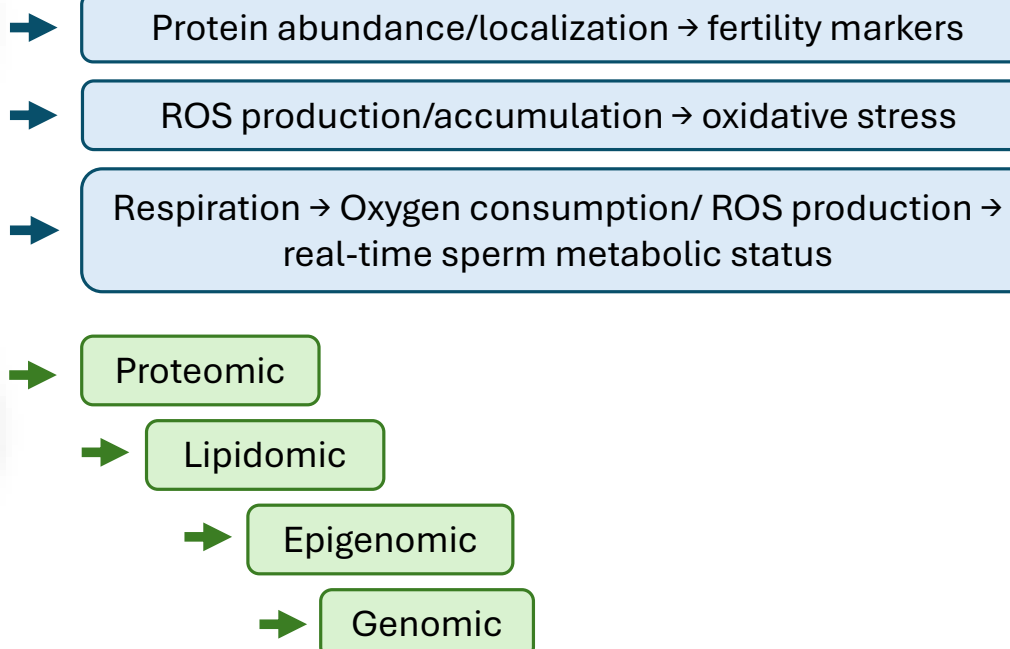 Protein abundance/localization → fertility markers
ROS production/accumulation → oxidative stress
Respiration → Oxygen consumption/ ROS production →
real-time sperm metabolic status
Proteomic
Lipidomic
Epigenomic
Genomic